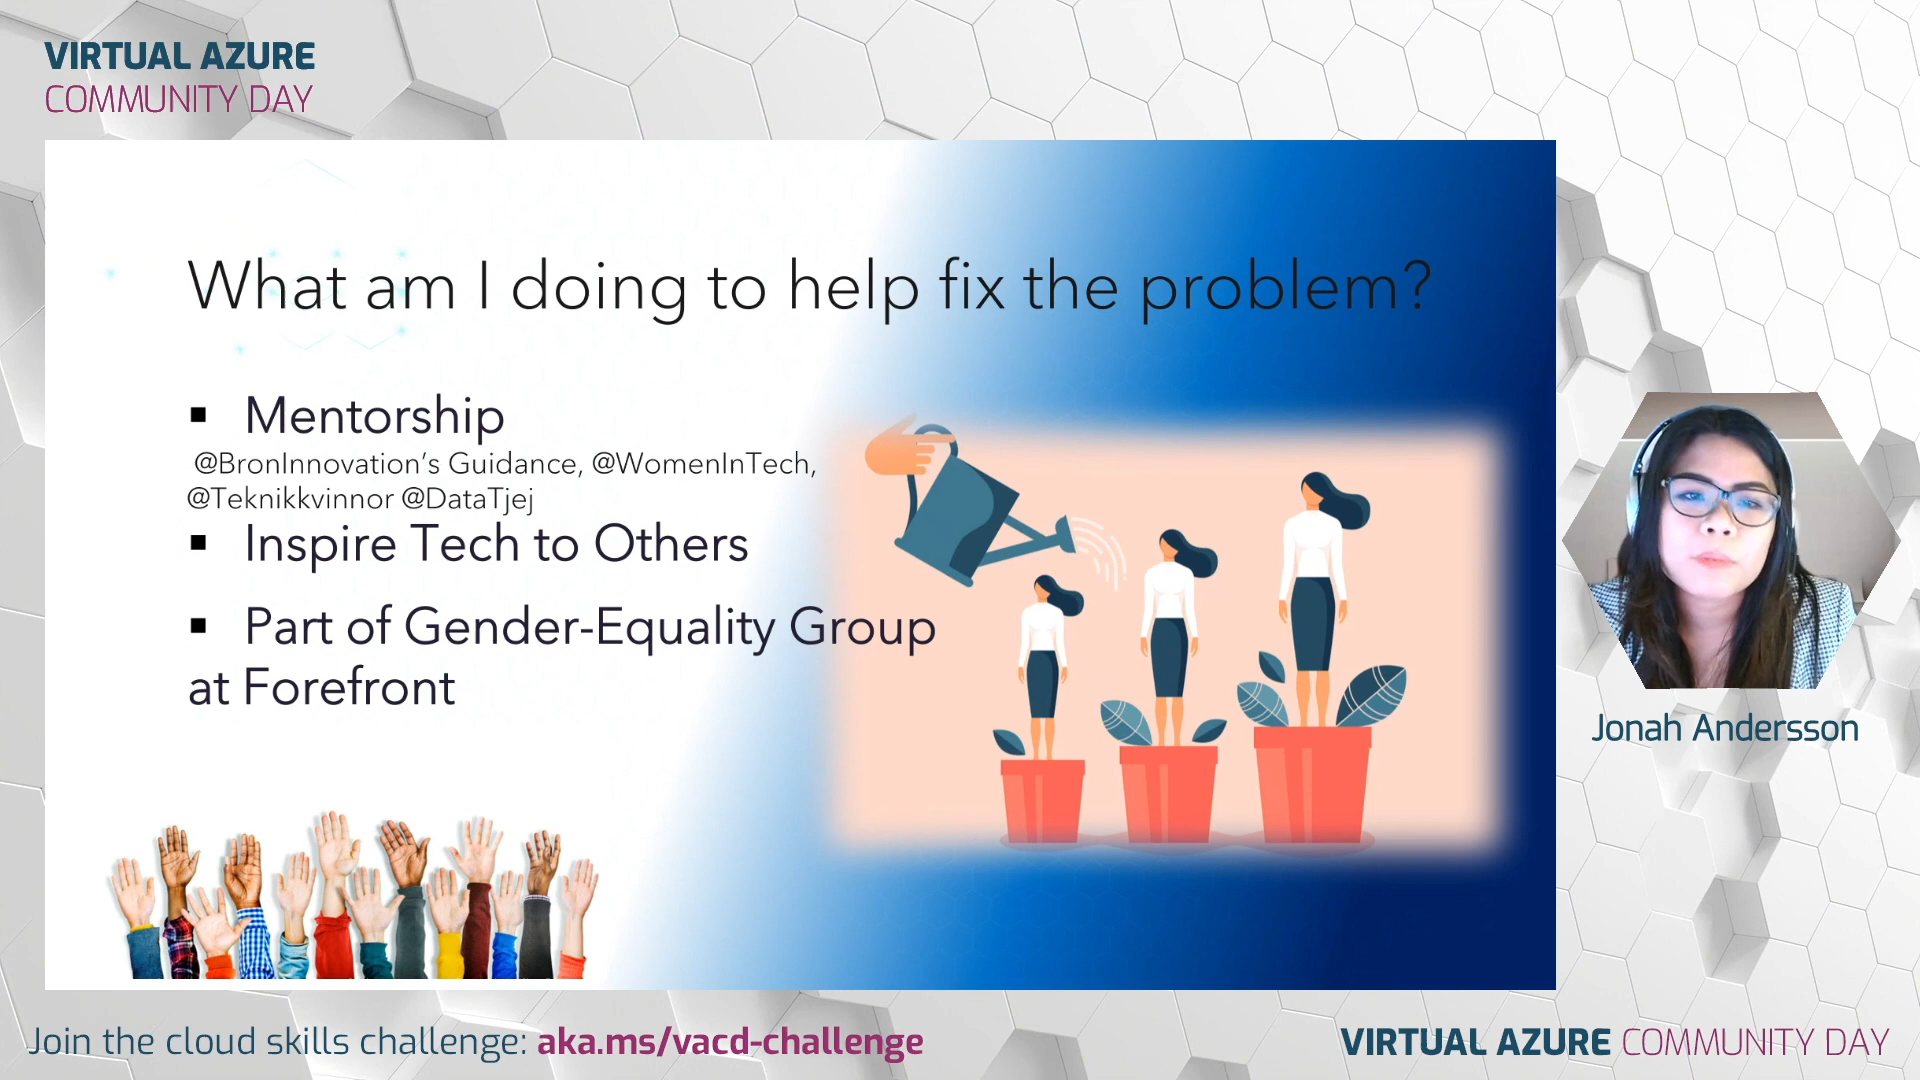 VIRTUAL AZURE
COMMUNITY DAY
What am I doing to help fix the problem?
▪ Mentorship
@BronInnovation's Guidance, @WomenInTech,
@Teknikkvinnor @DataTjej
▪ Inspire Tech to Others
▪ Part of Gender-Equality Group
at Forefront
Jonah Andersson
Join the cloud skills challenge: aka.ms/vacd-challenge
VIRTUAL AZURE COMMUNITY DAY